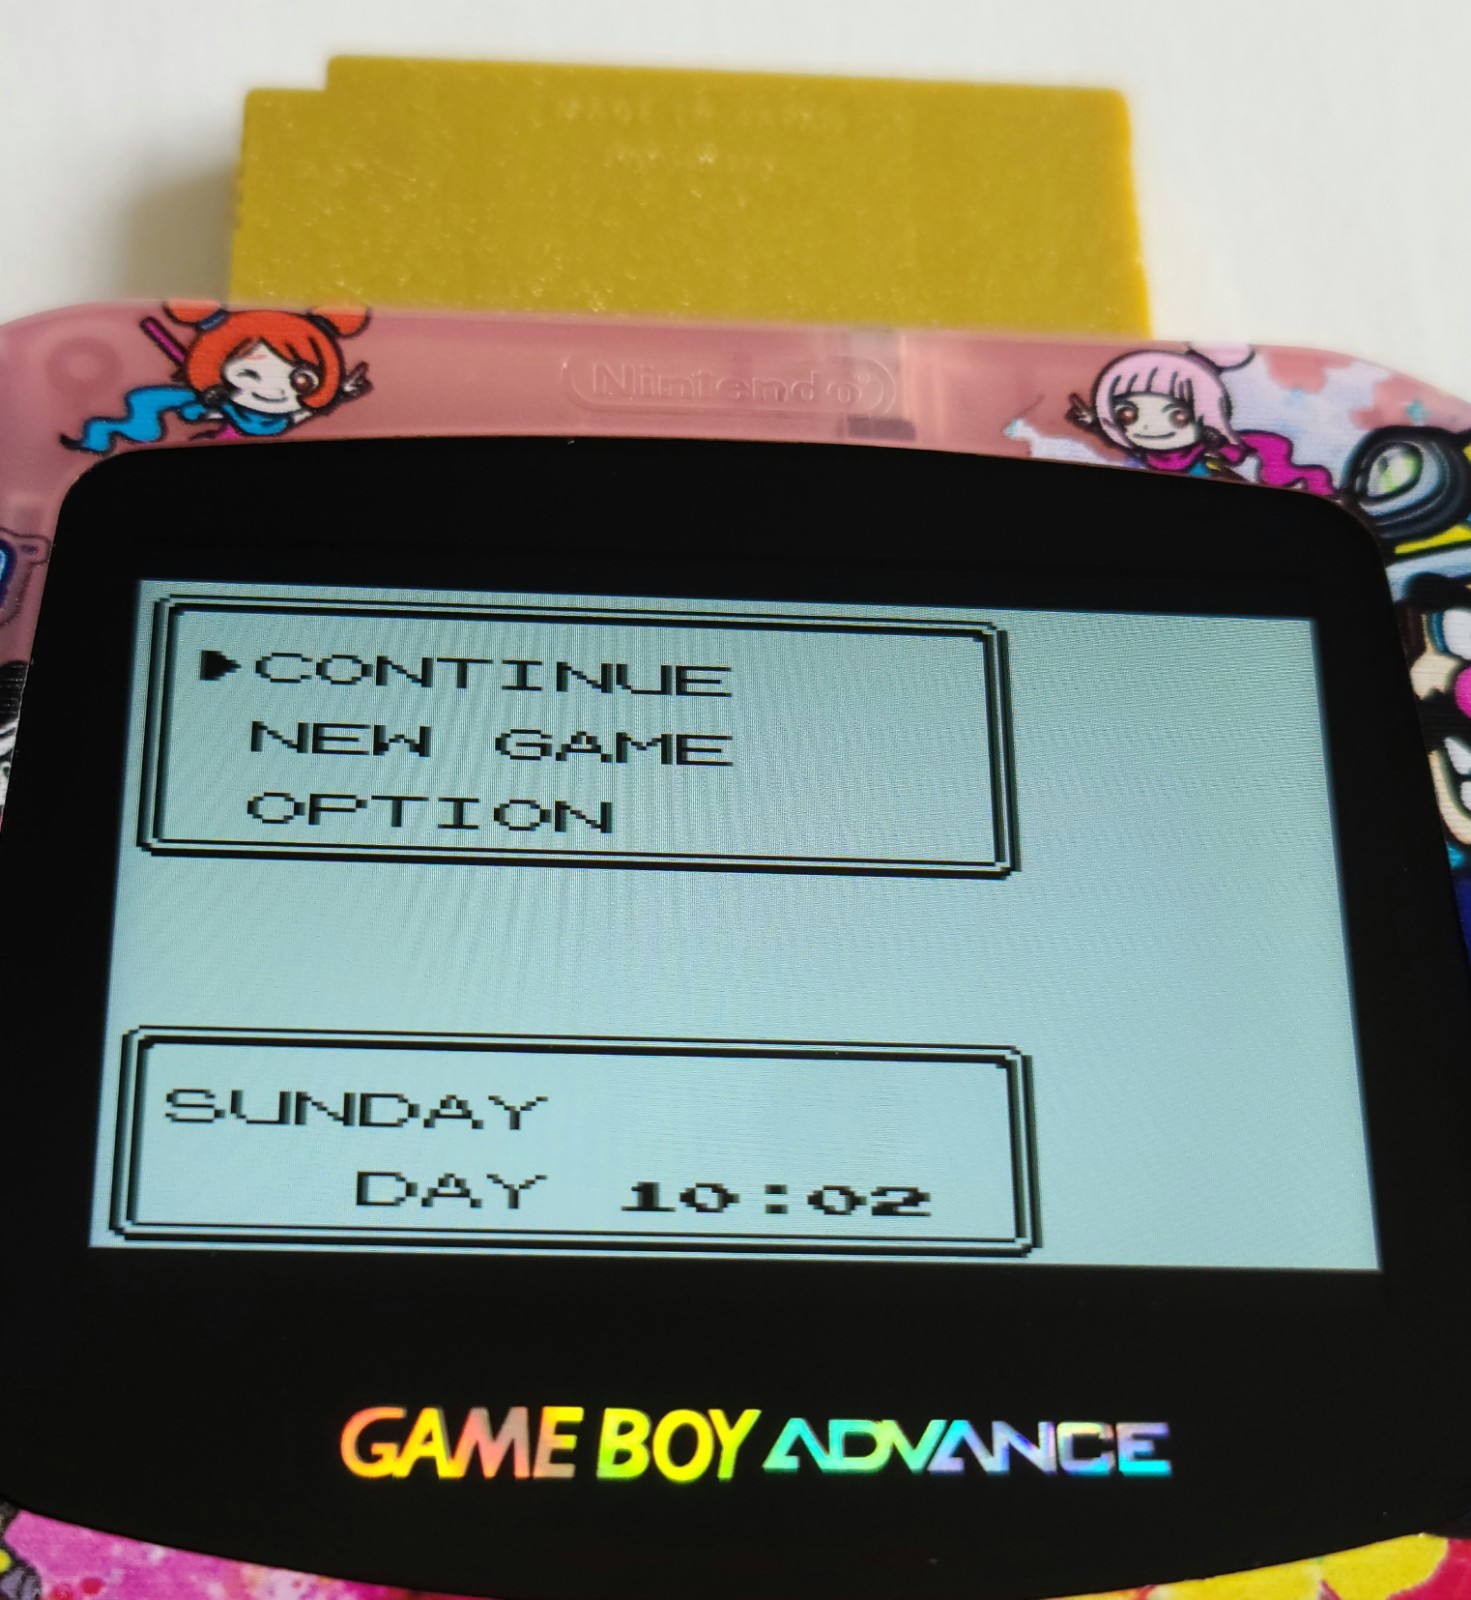 Nintendo
▶CONTINUE
NEW GAME
OPTION
SUNDAY
DAY 10:02
GAME BOY ADVANCE